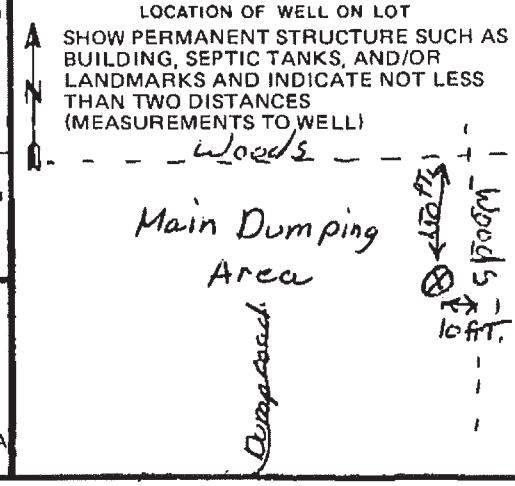 LOCATION OF WELL ON LOT
SHOW PERMANENT STRUCTURE SUCH AS
BUILDING, SEPTIC TANKS, AND/OR
LANDMARKS AND INDICATE NOT LESS
THAN TWO DISTANCES
(MEASUREMENTS TO WELL)
N
Woods
Main Dumping
Area
FT
Woods
10 FT.
Dump road